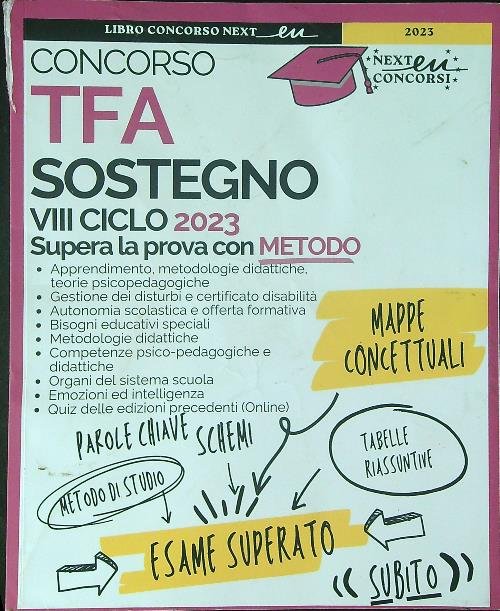 LIBRO CONCORSO NEXT eu
2023
CONCORSO
NEXT eu
CONCORSI
TFA
SOSTEGNO
VIII CICLO 2023
Supera la prova con METODO
• Apprendimento, metodologie didattiche,
teorie psicopedagogiche
• Gestione dei disturbi e certificato disabilità
• Autonomia scolastica e offerta formativa
• Bisogni educativi speciali
• Metodologie didattiche
• Competenze psico-pedagogiche e
didattiche
• Organi del sistema scuola
• Emozioni ed intelligenza
• Quiz delle edizioni precedenti (Online)
MAPPE
CONCETTUALI
PAROLE CHIAVE
SCHEMI
TABELLE
RIASSUNTIVE
METODO DI STUDIO
ESAME SUPERATO
SUBITO